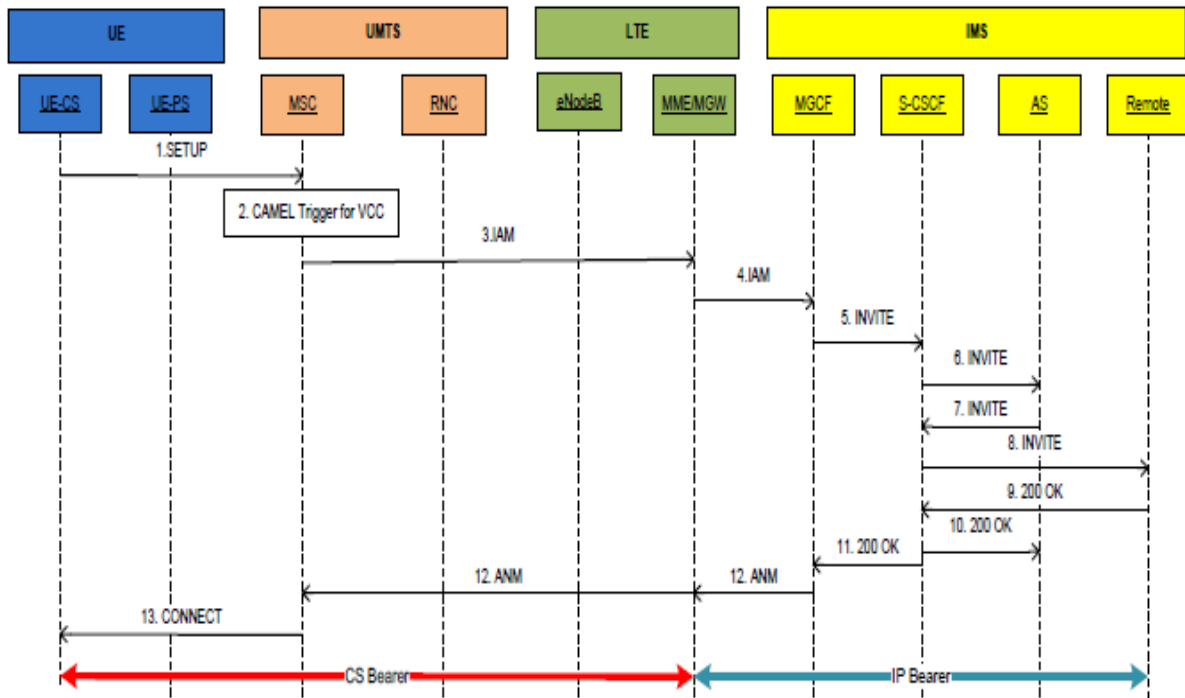 UE
UMTS
LTE
IMS
UE-CS
UE-PS
MSC
RNC
eNodeB
MME/MGW
MGCF
S-CSCF
AS
Remote
1.SETUP
2. CAMEL Trigger for VCC
3.IAM
4.IAM
5. INVITE
6. INVITE
7. INVITE
8. INVITE
9. 200 OK
10. 200 OK
11. 200 OK
12. ANM
12. ANM
13. CONNECT
CS Bearer
IP Bearer